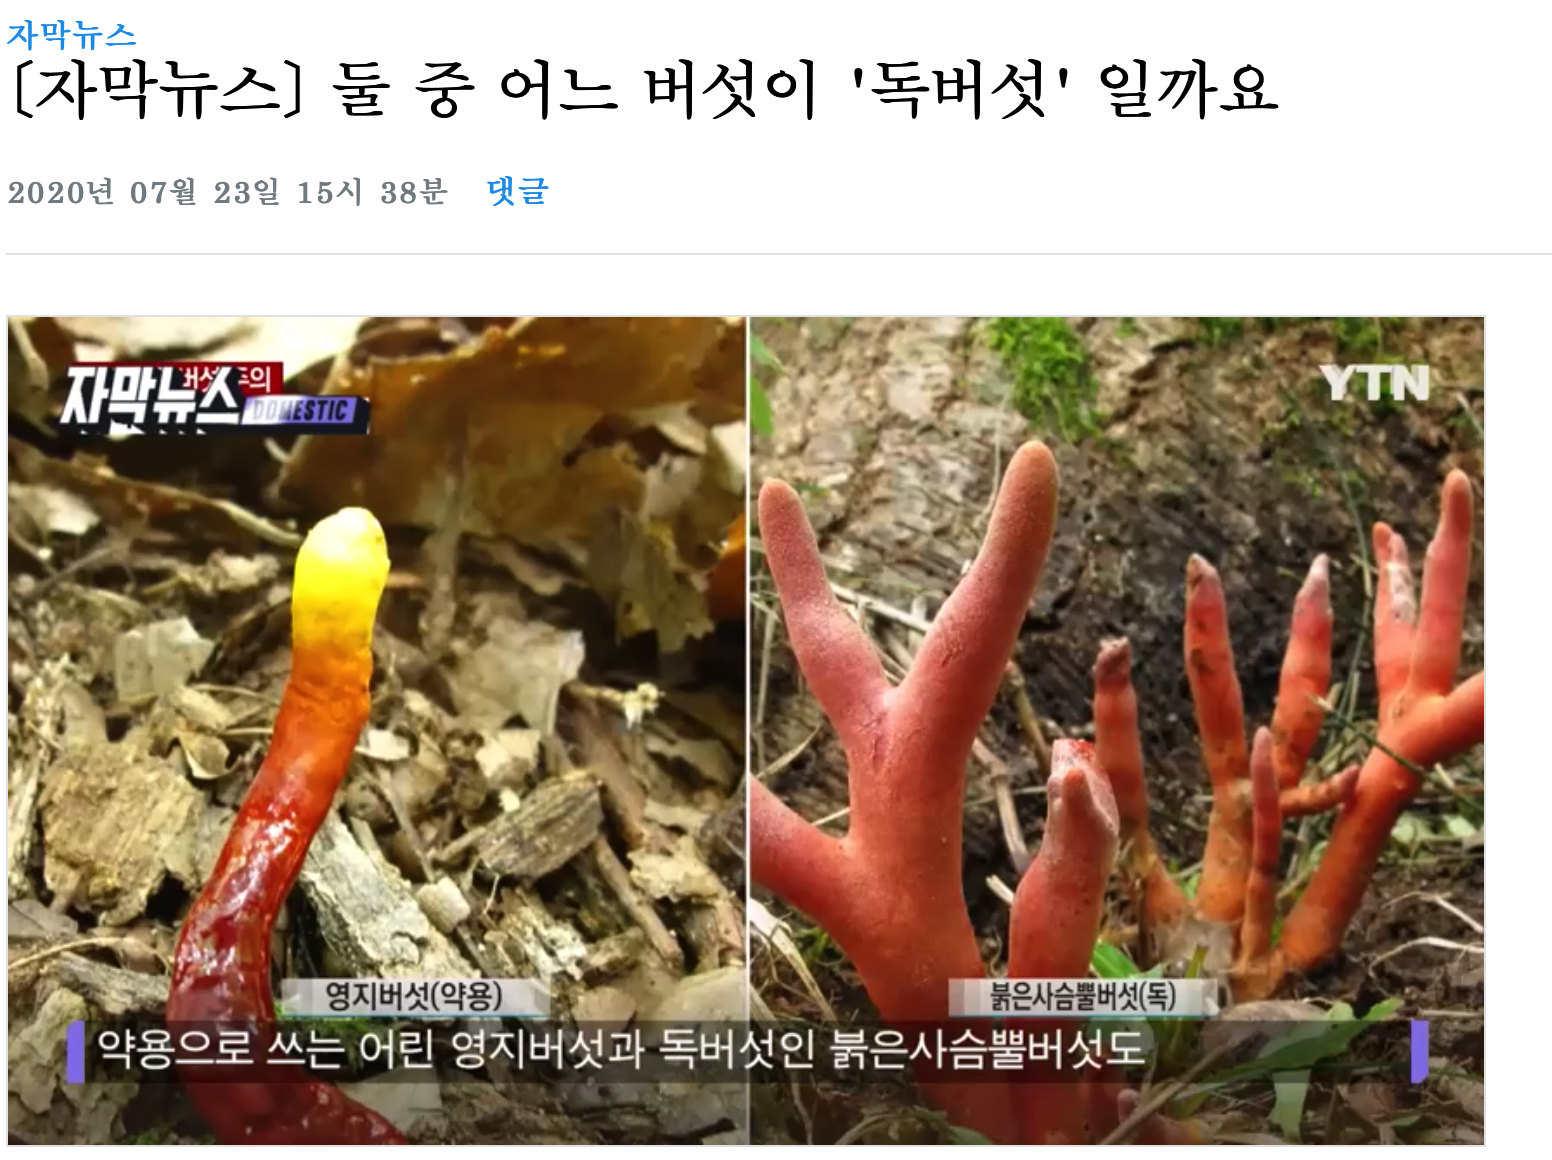 자막뉴스
[자막뉴스] 둘 중 어느 버섯이 '독버섯' 일까요
2020년 07월 23일 15시 38분 댓글
자막뉴스
DOMESTIC
YTN
영지버섯(약용)
붉은사슴뿔버섯(독)
약용으로 쓰는 어린 영지버섯과 독버섯인 붉은사슴뿔버섯도